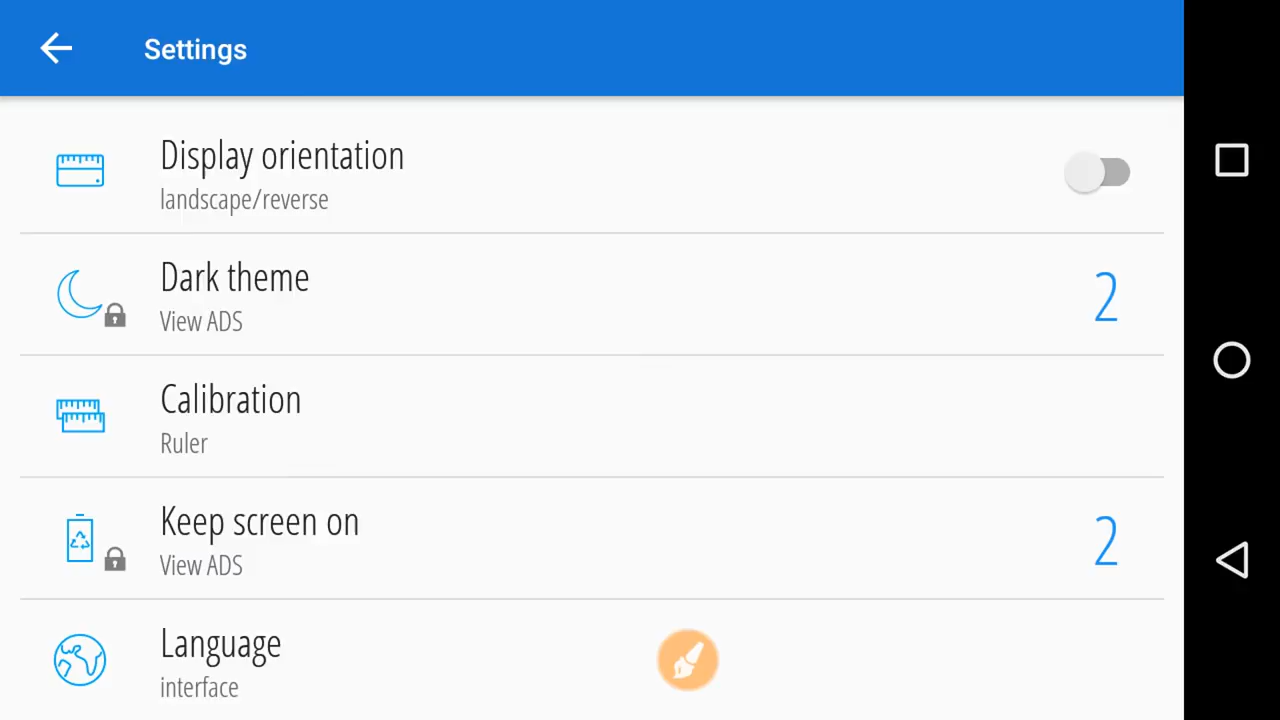 Settings
Display orientation
landscape/reverse
Dark theme
View ADS
2
Calibration
Ruler
Keep screen on
View ADS
2
Language
interface